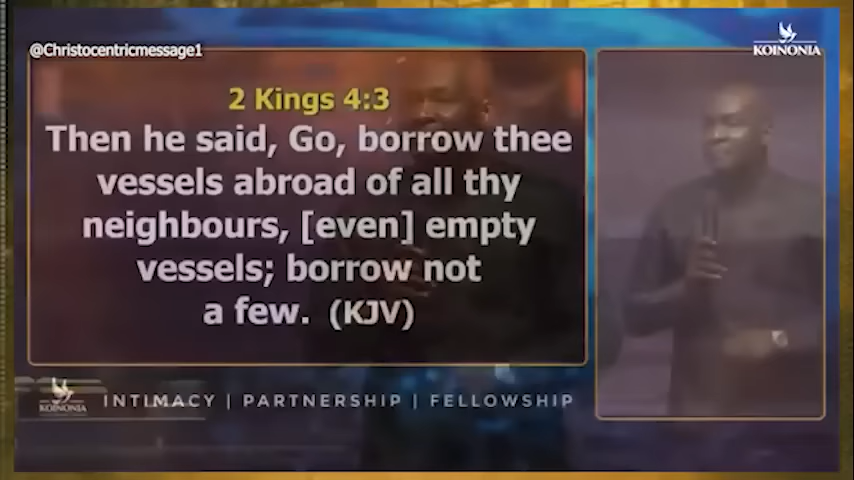 @Christocentricmessage1
KOINONIA
2 Kings 4:3
Then he said, Go, borrow thee
vessels abroad of all thy
neighbours, [even] empty
vessels; borrow not
a few. (KJV)
KOINONIA
INTIMACY | PARTNERSHIP | FELLOWSHIP